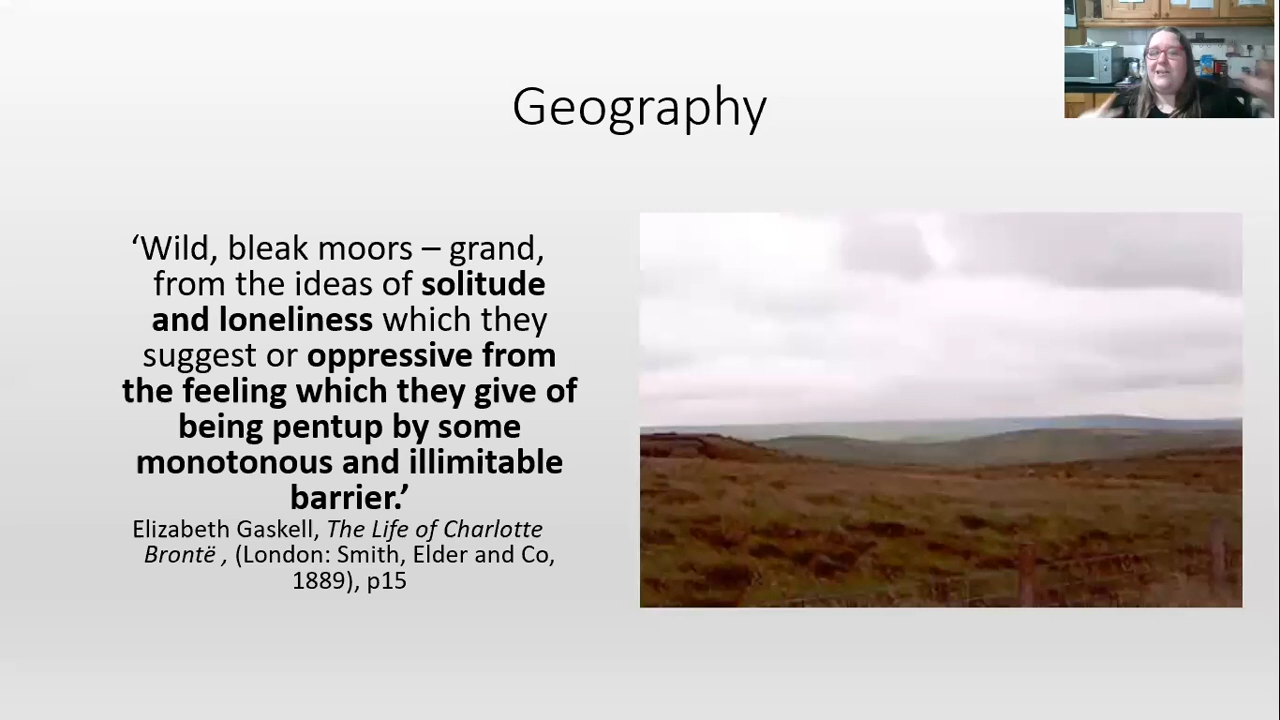 Geography
‘Wild, bleak moors – grand,
from the ideas of solitude
and loneliness which they
suggest or oppressive from
the feeling which they give of
being pentup by some
monotonous and illimitable
barrier.’
Elizabeth Gaskell, The Life of Charlotte
Brontë , (London: Smith, Elder and Co,
1889), p15